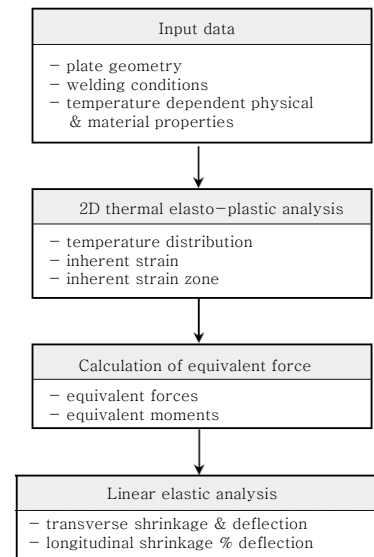 Input data
− plate geometry
− welding conditions
− temperature dependent physical
& material properties
2D thermal elasto−plastic analysis
− temperature distribution
− inherent strain
− inherent strain zone
Calculation of equivalent force
− equivalent forces
− equivalent moments
Linear elastic analysis
− transverse shrinkage & deflection
− longitudinal shrinkage % deflection